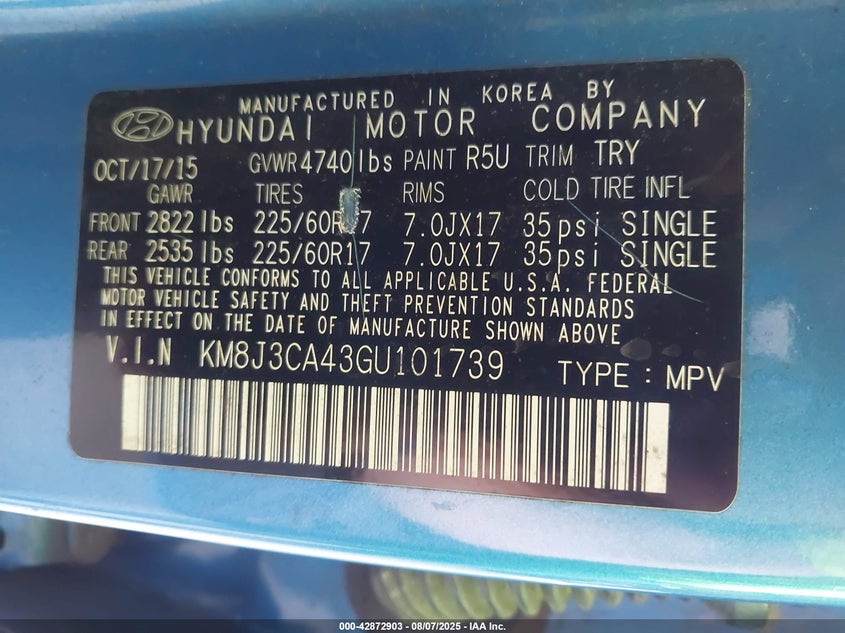 MANUFACTURED IN KOREA BY
HYUNDAI MOTOR COMPANY
OCT/17/15 GVWR 4740 lbs PAINT R5U TRIM TRY
GAWR TIRES RIMS COLD TIRE INFL
FRONT 2822 lbs 225/60R 7 7.0JX17 35psi SINGLE
REAR 2535 lbs 225/60R17 7.0JX17 35psi SINGLE
THIS VEHICLE CONFORMS TO ALL APPLICABLE U.S.A. FEDERAL
MOTOR VEHICLE SAFETY AND THEFT PREVENTION STANDARDS
IN EFFECT ON THE DATE OF MANUFACTURE SHOWN ABOVE
V.I.N KM8J3CA43GU101739 TYPE : MPV
000-42872903 - 08/07/2025 - IAA Inc.